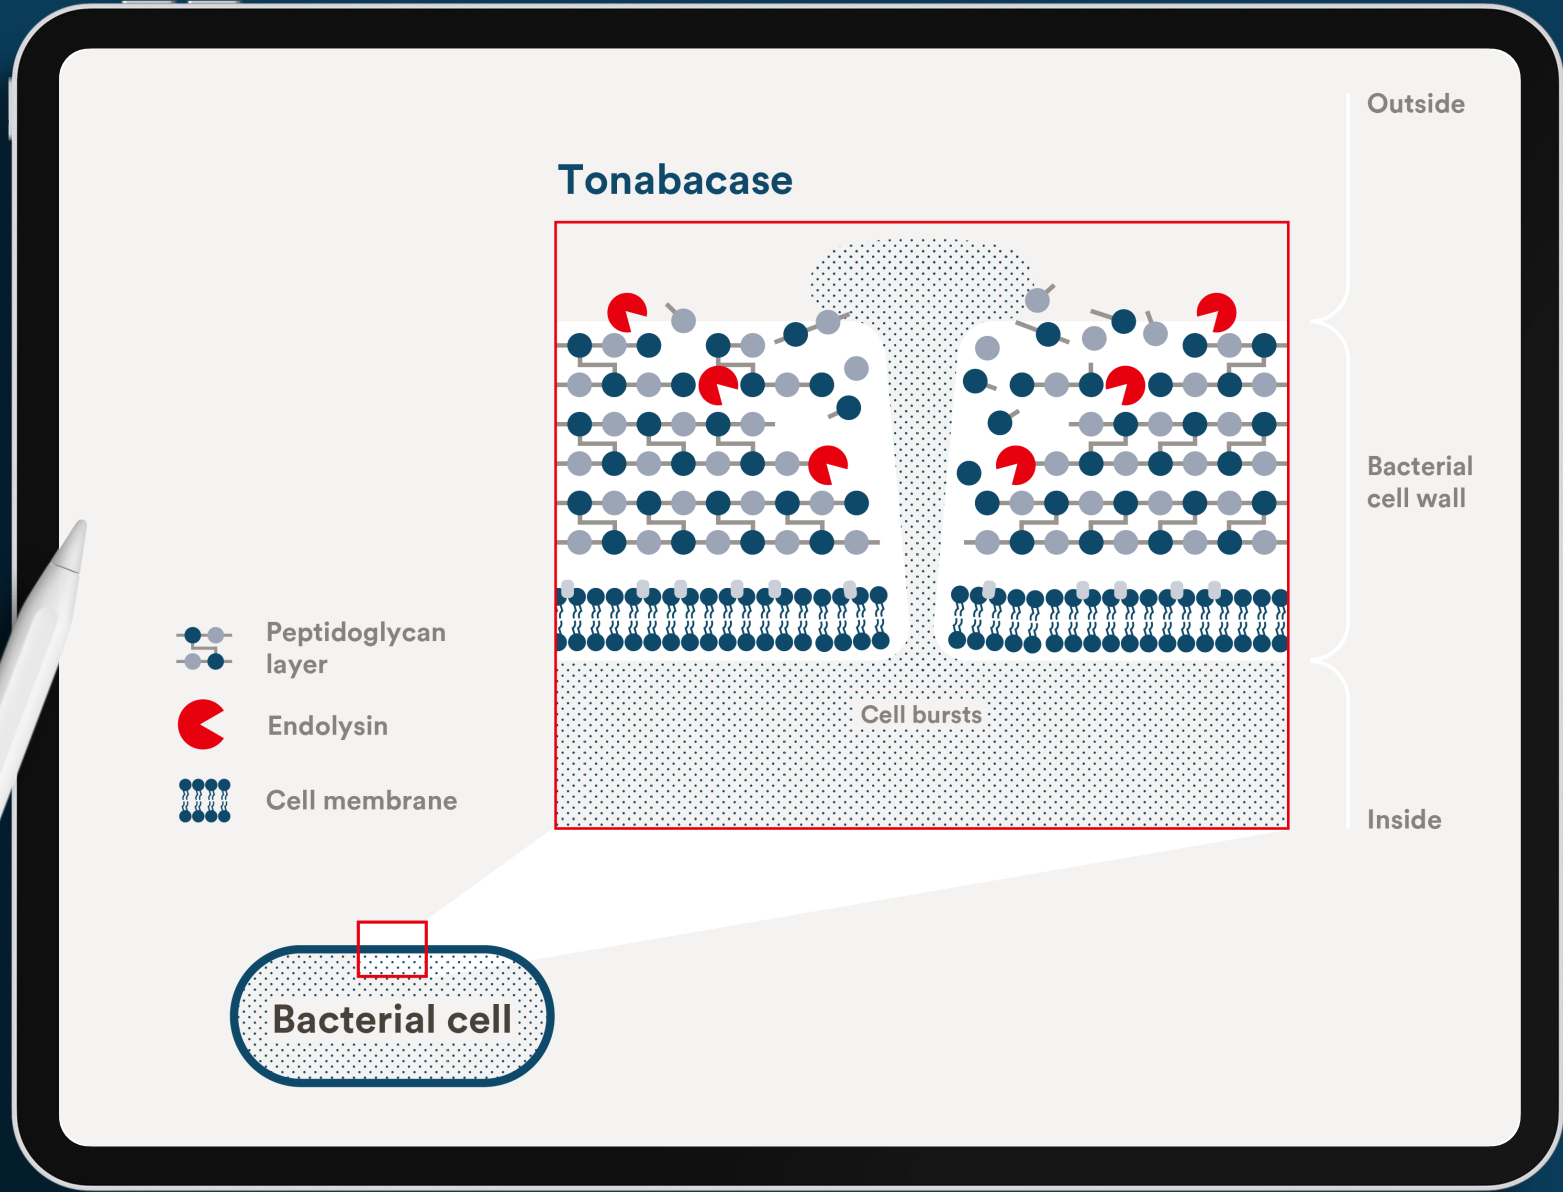 Outside
Tonabacase
Bacterial
cell wall
Peptidoglycan
layer
Endolysin
Cell bursts
Cell membrane
Inside
Bacterial cell